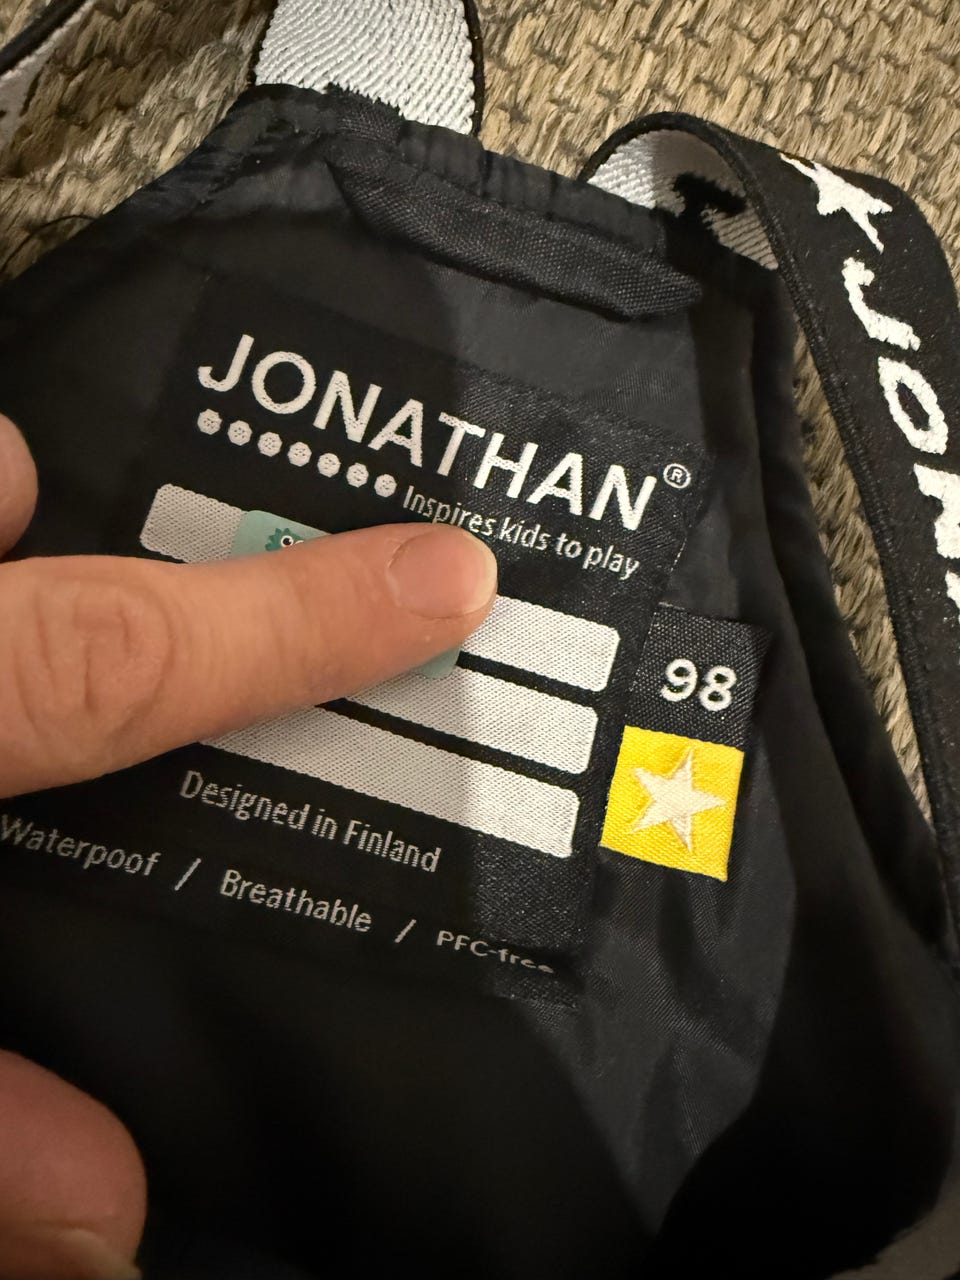 JONATHAN®
Inspires kids to play
98
Designed in Finland
Waterpoof / Breathable / PFC-free